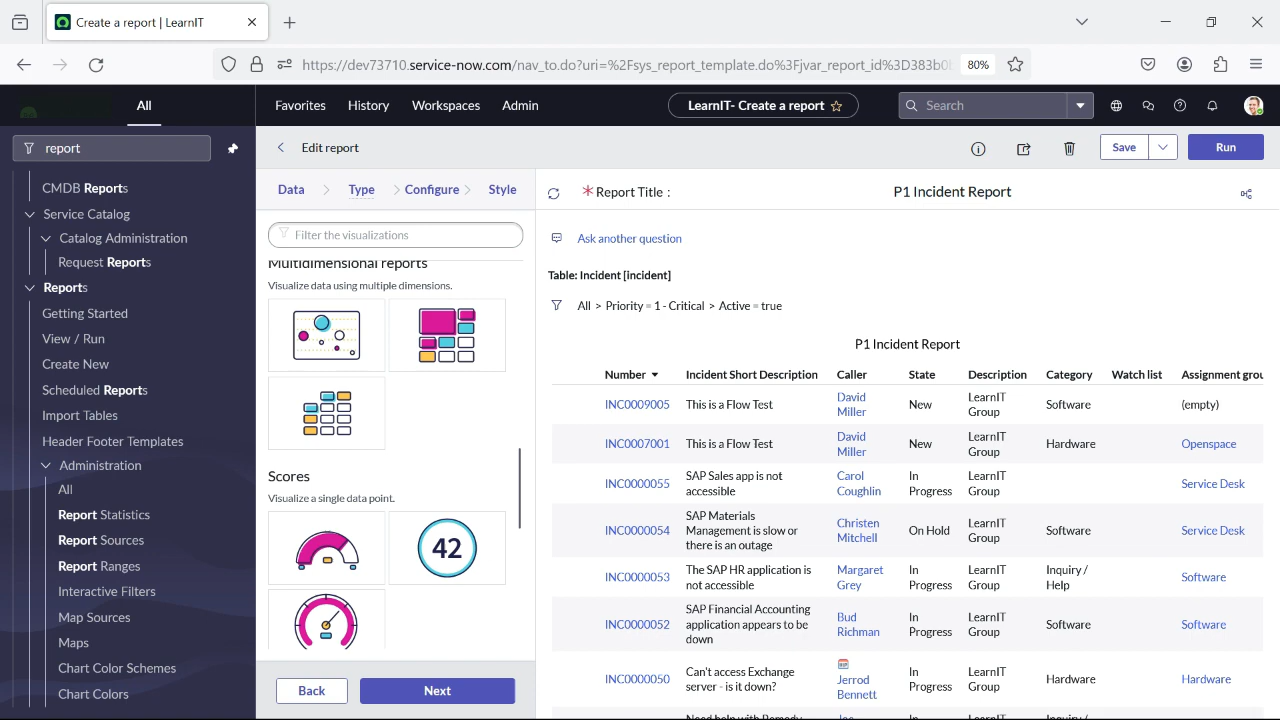 Create a report | LearnIT
https://dev73710.service-now.com/nav_to.do?uri=%2Fsys_report_template.do%3Fjvar_report_id%3D383b0
80%
All
Favorites
History
Workspaces
Admin
LearnIT- Create a report
Search
report
Edit report
Save
Run
CMDB Reports
Service Catalog
Catalog Administration
Request Reports
Reports
Getting Started
View / Run
Create New
Scheduled Reports
Import Tables
Header Footer Templates
Administration
All
Report Statistics
Report Sources
Report Ranges
Interactive Filters
Map Sources
Maps
Chart Color Schemes
Chart Colors
Data
Type
Configure
Style
Filter the visualizations
Multidimensional reports
Visualize data using multiple dimensions.
Scores
Visualize a single data point.
42
Back
Next
*Report Title :
P1 Incident Report
Ask another question
Table: Incident [incident]
All > Priority = 1 - Critical > Active = true
P1 Incident Report
Number Incident Short Description Caller State Description Category Watch list Assignment grou
INC0009005 This is a Flow Test David Miller New LearnIT Group Software (empty)
INC0007001 This is a Flow Test David Miller New LearnIT Group Hardware Openspace
INC0000055 SAP Sales app is not accessible Carol Coughlin In Progress LearnIT Group Service Desk
INC0000054 SAP Materials Management is slow or there is an outage Christen Mitchell On Hold LearnIT Group Software Service Desk
INC0000053 The SAP HR application is not accessible Margaret Grey In Progress LearnIT Group Inquiry / Help Software
INC0000052 SAP Financial Accounting application appears to be down Bud Richman In Progress LearnIT Group Software Software
INC0000050 Can't access Exchange server - is it down? Jerrod Bennett In Progress LearnIT Group Hardware Hardware